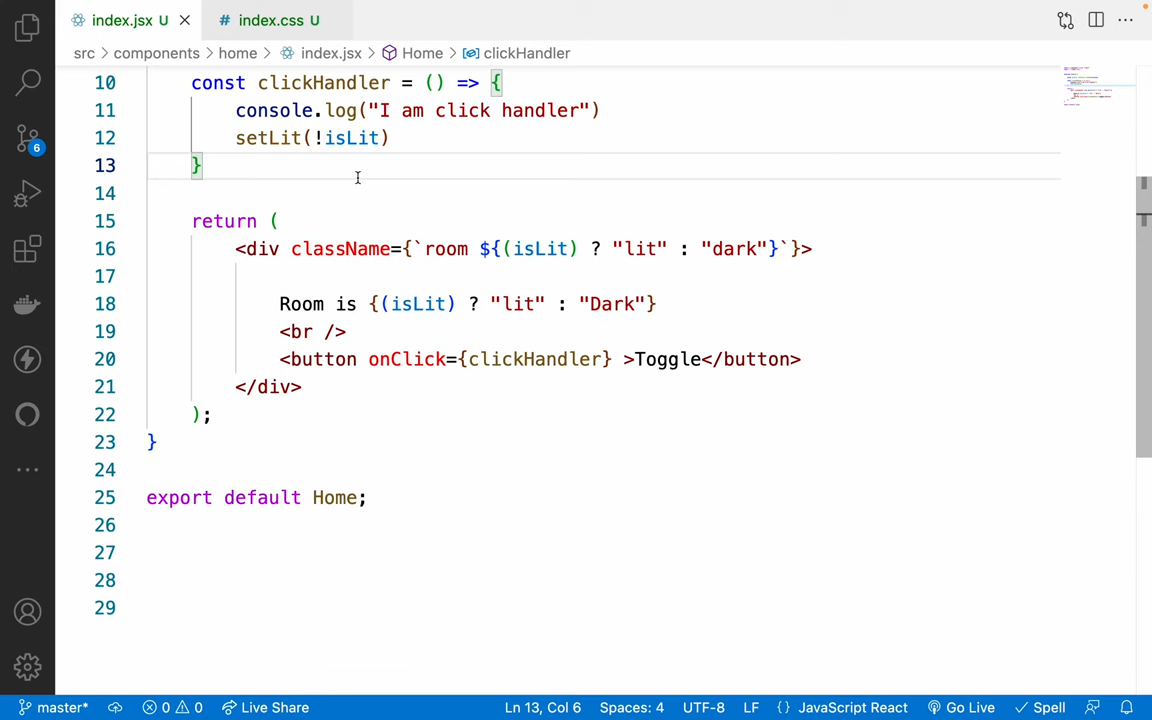 index.jsx U
# index.css U
src > components > home > index.jsx > Home > clickHandler
10 const clickHandler = () => {
11 console.log("I am click handler")
12 setLit(!isLit)
13 }
14
15 return (
16 <div className={`room ${(isLit) ? "lit" : "dark"}`}>
17
18 Room is {(isLit) ? "lit" : "Dark"}
19 <br />
20 <button onClick={clickHandler} >Toggle</button>
21 </div>
22 );
23 }
24
25 export default Home;
26
27
28
29
6
master* 0 0 Live Share Ln 13, Col 6 Spaces: 4 UTF-8 LF {} JavaScript React Go Live Spell